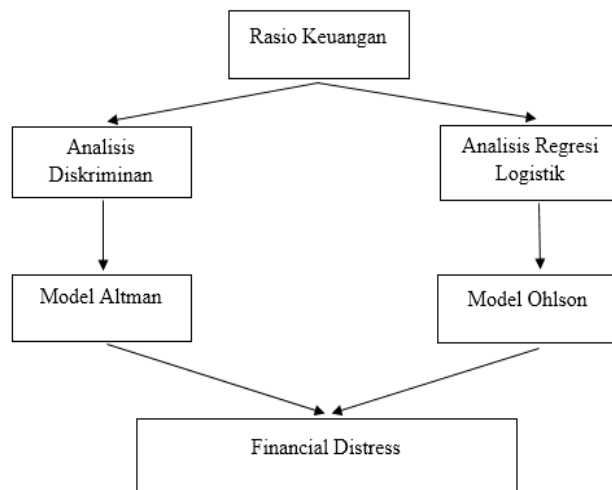 Rasio Keuangan
Analisis
Diskriminan
Analisis Regresi
Logistik
Model Altman
Model Ohlson
Financial Distress